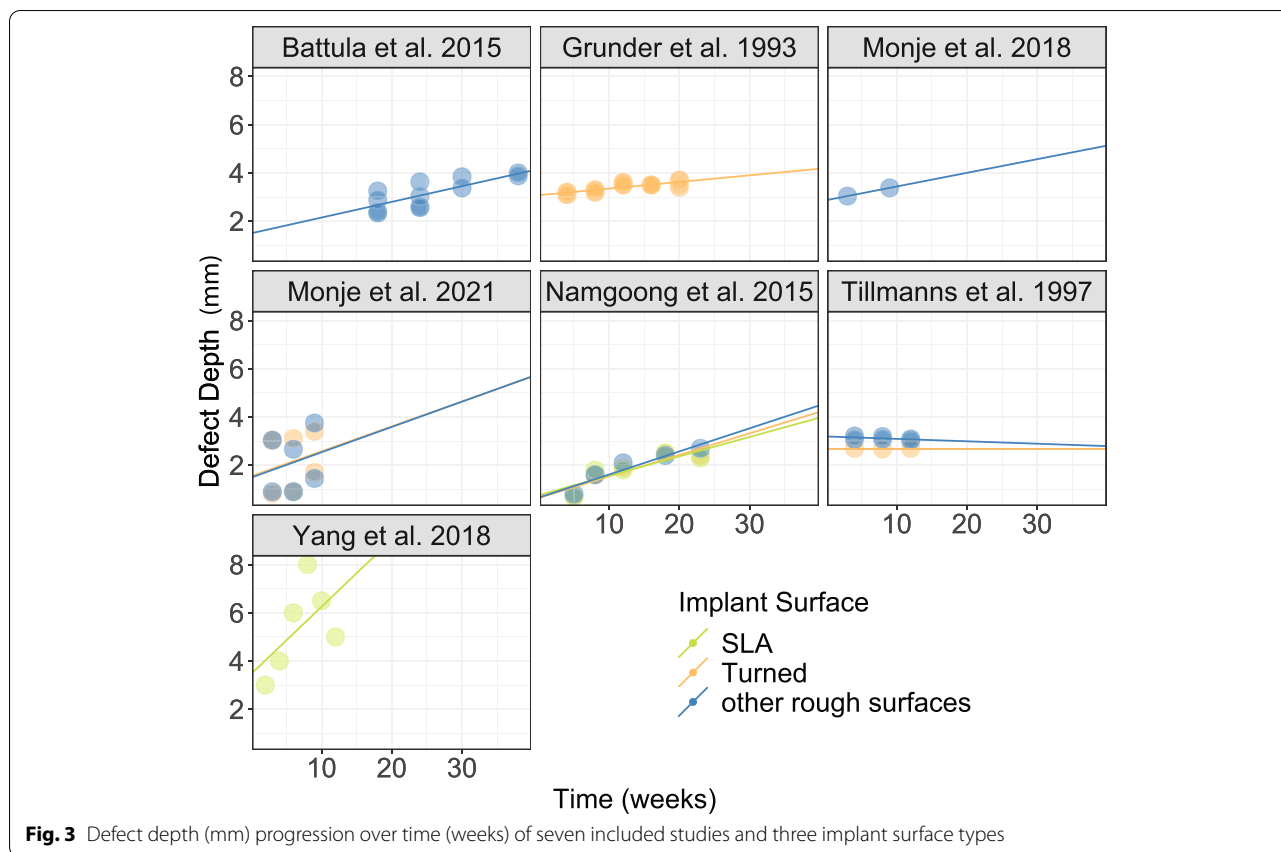 Battula et al. 2015 Grunder et al. 1993 Monje et al. 2018
8
6
4
2
Monje et al. 2021 Namgoong et al. 2015 Tillmanns et al. 1997
8
6
4
2
10 20 30 10 20 30
Yang et al. 2018
8
6
4
2
10 20 30
Defect Depth (mm)
Time (weeks)
Implant Surface
SLA
Turned
other rough surfaces
Fig. 3 Defect depth (mm) progression over time (weeks) of seven included studies and three implant surface types